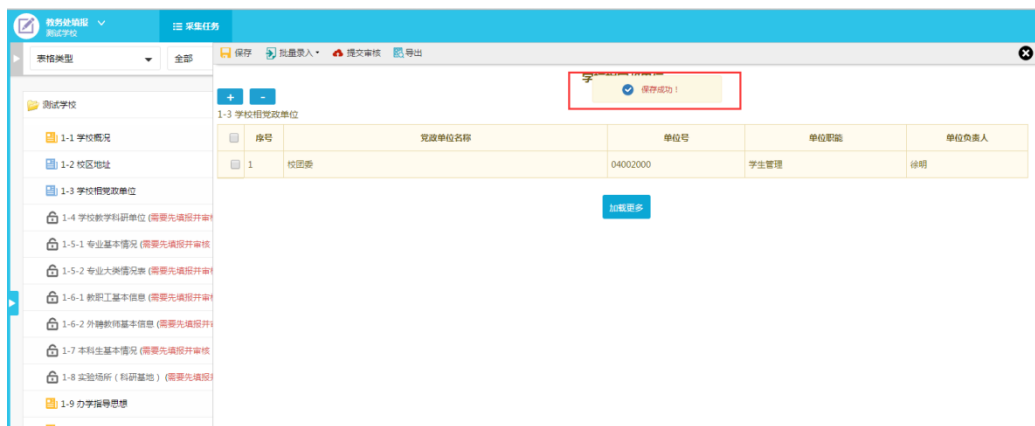 教务处填报
测试学校
采集任务
表格类型
全部
保存 批量录入 提交审核 导出
保存成功！
+ -
1-3 学校相党政单位
序号 党政单位名称 单位号 单位职能 单位负责人
1 校团委 04002000 学生管理 徐明
加载更多
测试学校
1-1 学校概况
1-2 校区地址
1-3 学校相党政单位
1-4 学校教学科研单位 (需要先填报并审
1-5-1 专业基本情况 (需要先填报并审核
1-5-2 专业大类情况表 (需要先填报并审
1-6-1 教职工基本信息 (需要先填报并审
1-6-2 外聘教师基本信息 (需要先填报并
1-7 本科生基本情况 (需要先填报并审核
1-8 实验场所 ( 科研基地 ) (需要先填报
1-9 办学指导思想